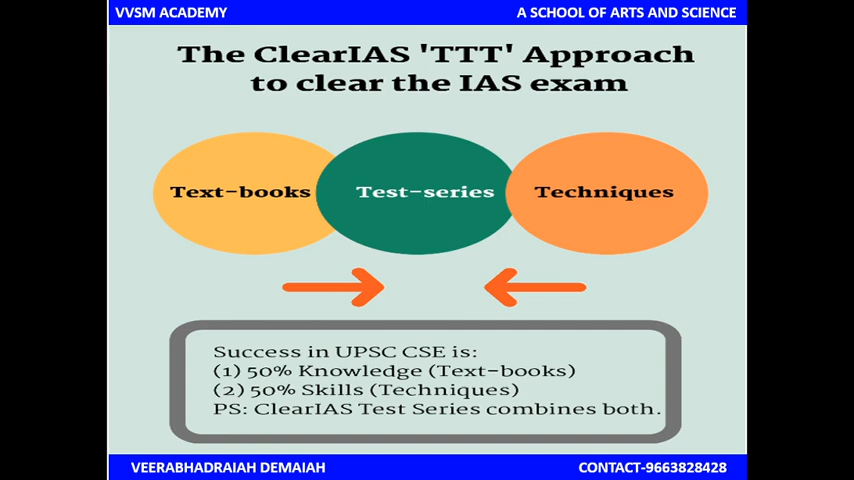 VVSM ACADEMY
A SCHOOL OF ARTS AND SCIENCE
The ClearIAS 'TTT' Approach
to clear the IAS exam
Text-books
Test-series
Techniques
Success in UPSC CSE is:
(1) 50% Knowledge (Text-books)
(2) 50% Skills (Techniques)
PS: ClearIAS Test Series combines both.
VEERABHADRAIAH DEMAIAH
CONTACT-9663828428